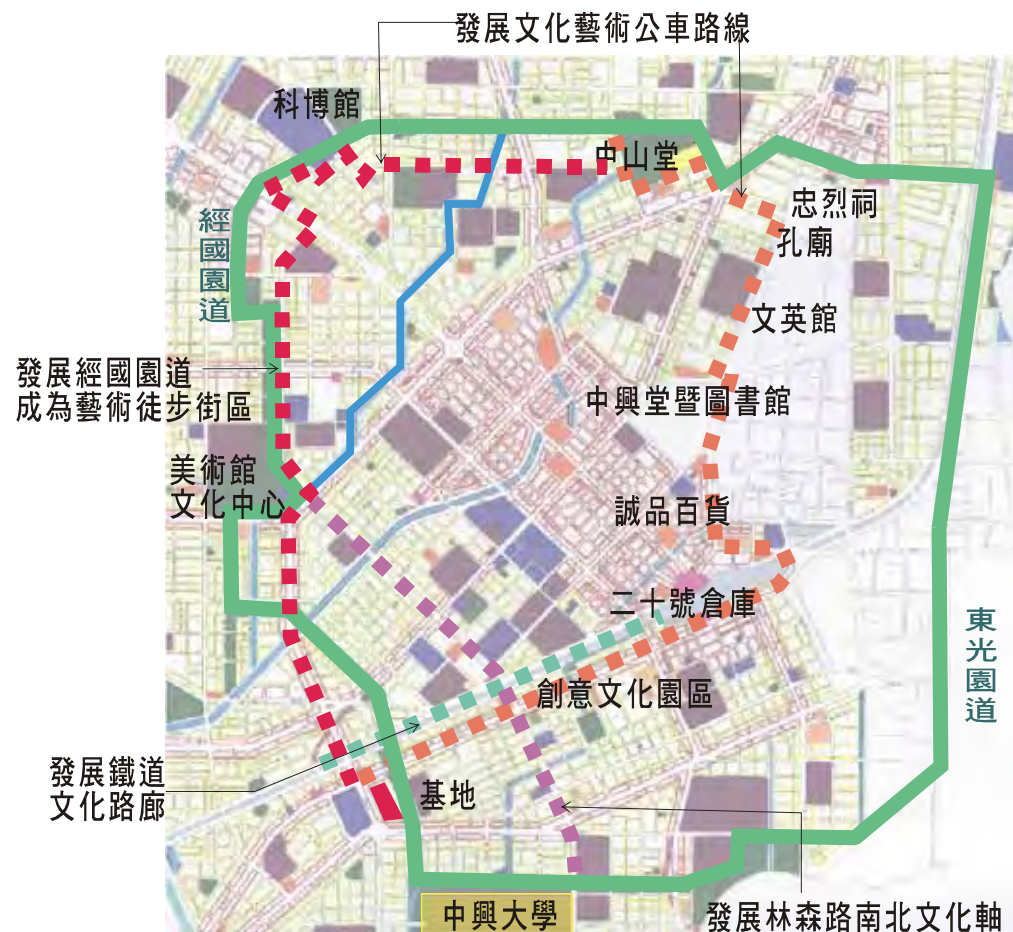 發展文化藝術公車路線
科博館
中山堂
忠烈祠
孔廟
經國園道
文英館
發展經國園道
成為藝術徒步街區
中興堂暨圖書館
美術館
文化中心
誠品百貨
二十號倉庫
東光園道
創意文化園區
發展鐵道
文化路廊
基地
中興大學
發展林森路南北文化軸